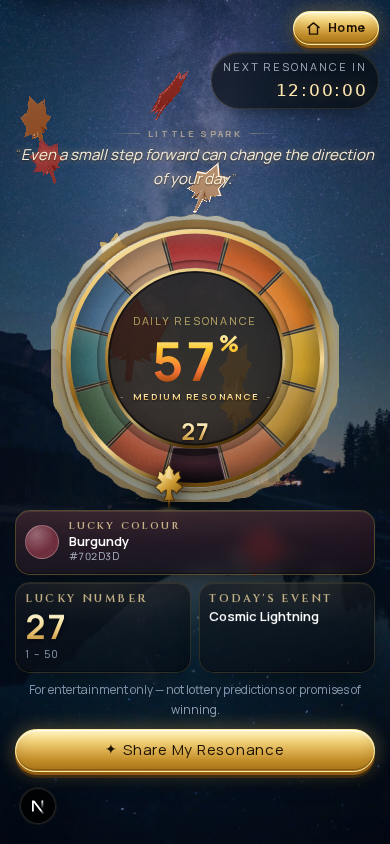 Home
NEXT RESONANCE IN
12:00:00
LITTLE SPARK
"Even a small step forward can change the direction
of your day."
DAILY RESONANCE
57%
MEDIUM RESONANCE
27
LUCKY COLOUR
Burgundy
#702D3D
LUCKY NUMBER
27
1 – 50
TODAY'S EVENT
Cosmic Lightning
For entertainment only — not lottery predictions or promises of
winning.
✦ Share My Resonance
N